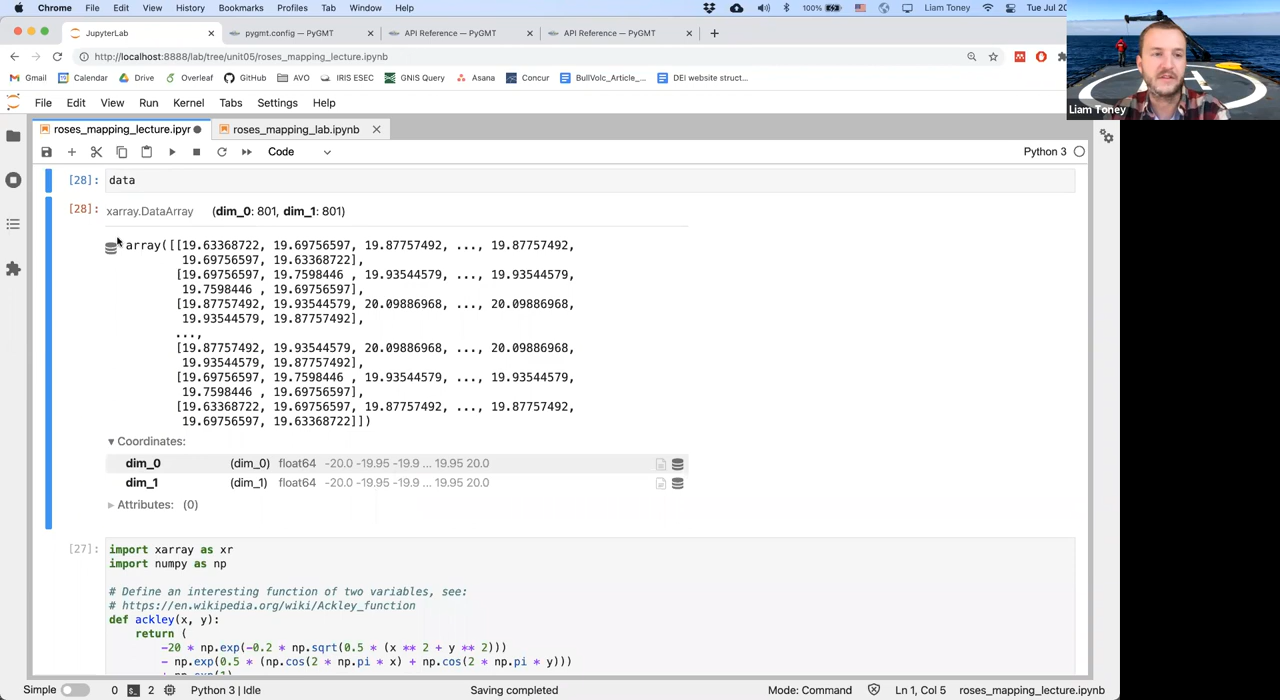 Chrome File Edit View History Bookmarks Profiles Tab Window Help 100% Liam Toney Tue Jul 20
JupyterLab pygmt.config — PyGMT API Reference — PyGMT API Reference — PyGMT
http://localhost:8888/lab/tree/unit05/roses_mapping_lecture.ipynb
Gmail Calendar Drive Overleaf GitHub AVO IRIS ESEC GNIS Query Asana Concur BullVolc_Article_... DEI website struct...
Liam Toney
File Edit View Run Kernel Tabs Settings Help
roses_mapping_lecture.ipyr roses_mapping_lab.ipynb
Code Python 3
[28]: data
[28]: xarray.DataArray (dim_0: 801, dim_1: 801)
array([[19.63368722, 19.69756597, 19.87757492, ..., 19.87757492,
19.69756597, 19.63368722],
[19.69756597, 19.7598446 , 19.93544579, ..., 19.93544579,
19.7598446 , 19.69756597],
[19.87757492, 19.93544579, 20.09886968, ..., 20.09886968,
19.93544579, 19.87757492],
...,
[19.87757492, 19.93544579, 20.09886968, ..., 20.09886968,
19.93544579, 19.87757492],
[19.69756597, 19.7598446 , 19.93544579, ..., 19.93544579,
19.7598446 , 19.69756597],
[19.63368722, 19.69756597, 19.87757492, ..., 19.87757492,
19.69756597, 19.63368722]])
Coordinates:
dim_0 (dim_0) float64 -20.0 -19.95 -19.9 ... 19.95 20.0
dim_1 (dim_1) float64 -20.0 -19.95 -19.9 ... 19.95 20.0
Attributes: (0)
[27]: import xarray as xr
import numpy as np
# Define an interesting function of two variables, see:
# https://en.wikipedia.org/wiki/Ackley_function
def ackley(x, y):
return (
-20 * np.exp(-0.2 * np.sqrt(0.5 * (x ** 2 + y ** 2)))
- np.exp(0.5 * (np.cos(2 * np.pi * x) + np.cos(2 * np.pi * y)))
Simple 0 2 Python 3 | Idle Saving completed Mode: Command Ln 1, Col 5 roses_mapping_lecture.ipynb